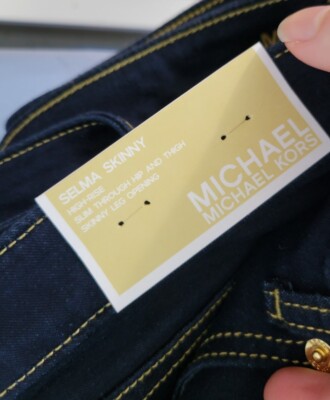 SELMA SKINNY
HIGH-RISE
SLIM THROUGH HIP AND THIGH
SKINNY LEG OPENING
MICHAEL
MICHAEL KORS